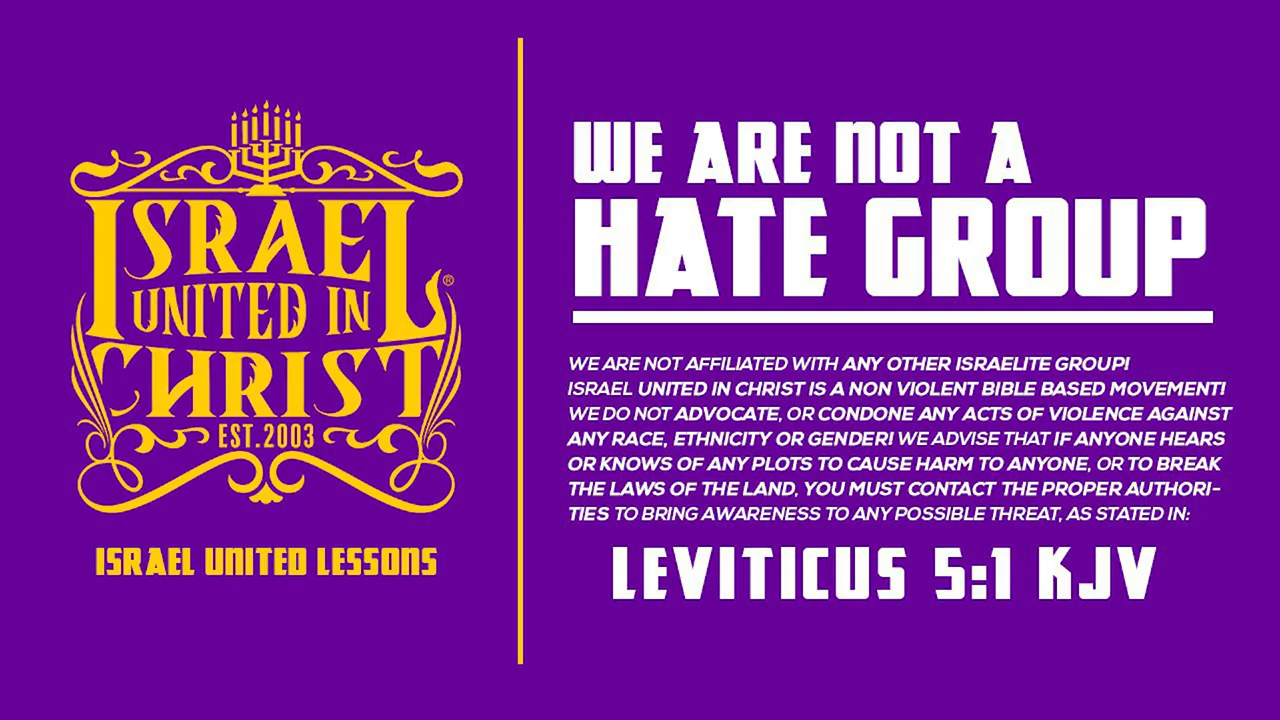 ISRAEL
UNITED IN
CHRIST
®
EST.2003
ISRAEL UNITED LESSONS
WE ARE NOT A
HATE GROUP
WE ARE NOT AFFILIATED WITH ANY OTHER ISRAELITE GROUP!
ISRAEL UNITED IN CHRIST IS A NON VIOLENT BIBLE BASED MOVEMENT!
WE DO NOT ADVOCATE, OR CONDONE ANY ACTS OF VIOLENCE AGAINST
ANY RACE, ETHNICITY OR GENDER! WE ADVISE THAT IF ANYONE HEARS
OR KNOWS OF ANY PLOTS TO CAUSE HARM TO ANYONE, OR TO BREAK
THE LAWS OF THE LAND, YOU MUST CONTACT THE PROPER AUTHORI-
TIES TO BRING AWARENESS TO ANY POSSIBLE THREAT, AS STATED IN:
LEVITICUS 5:1 KJV